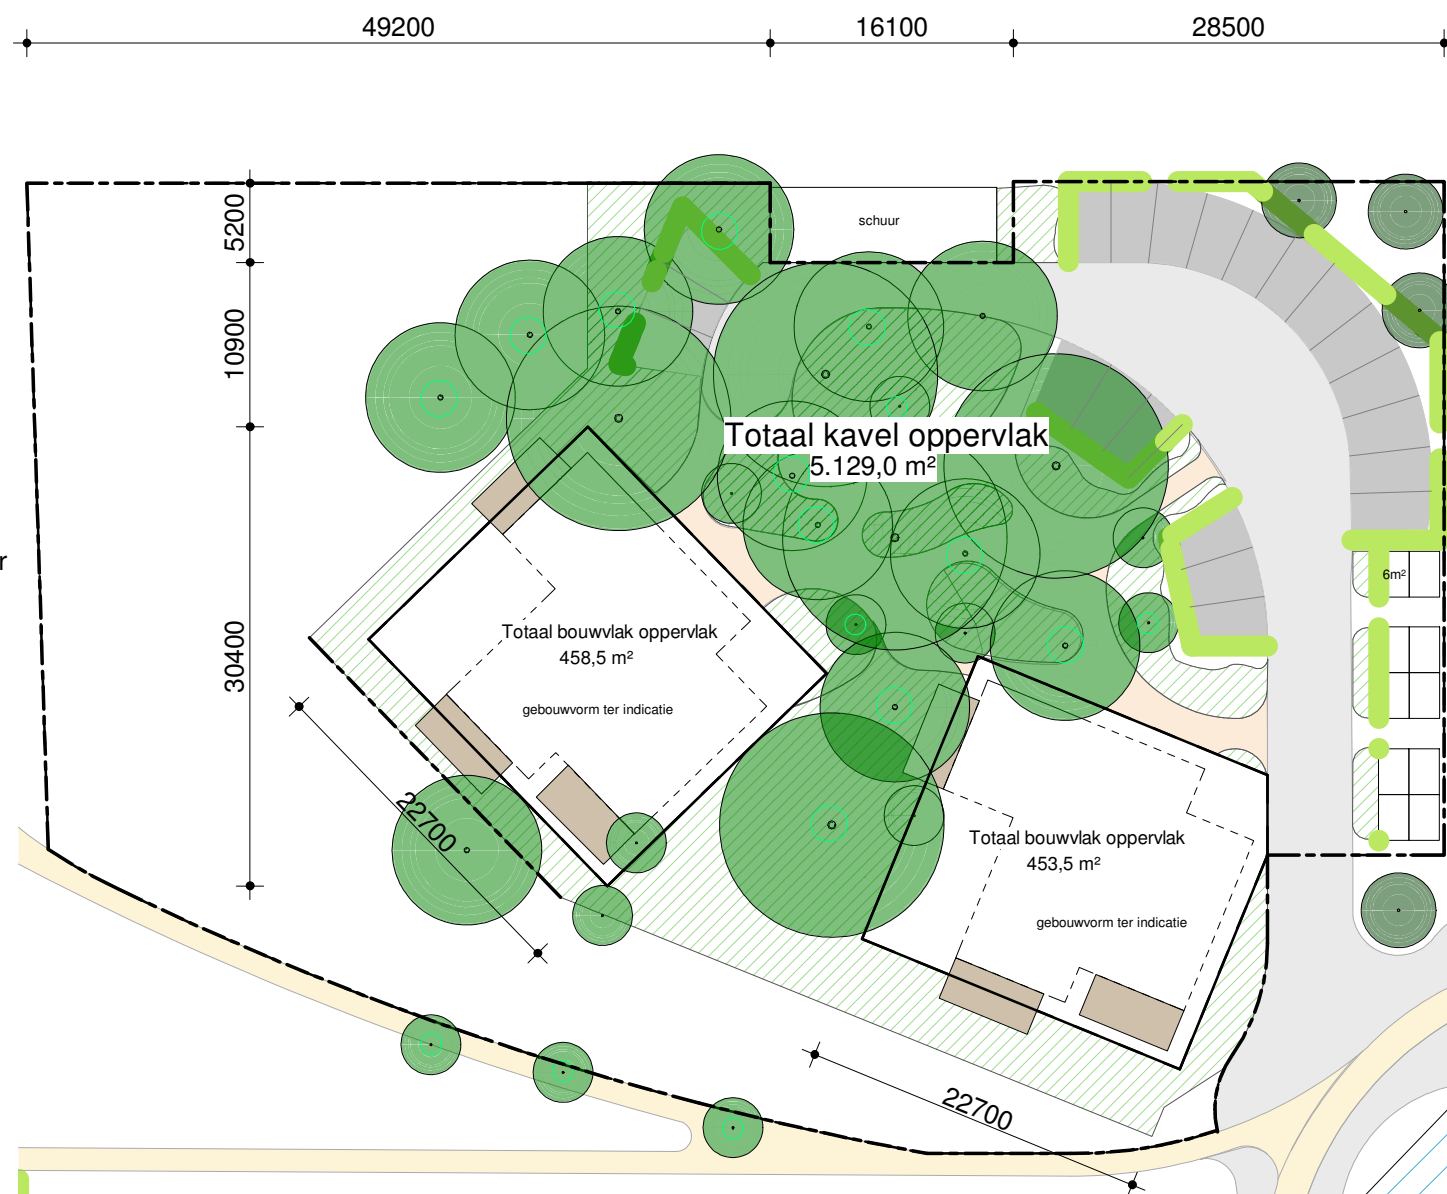 49200
16100
28500
5200
schuur
10900
Totaal kavel oppervlak
5.129,0 m²
r
6m²
30400
Totaal bouwvlak oppervlak
458,5 m²
gebouwvorm ter indicatie
22700
Totaal bouwvlak oppervlak
453,5 m²
gebouwvorm ter indicatie
22700